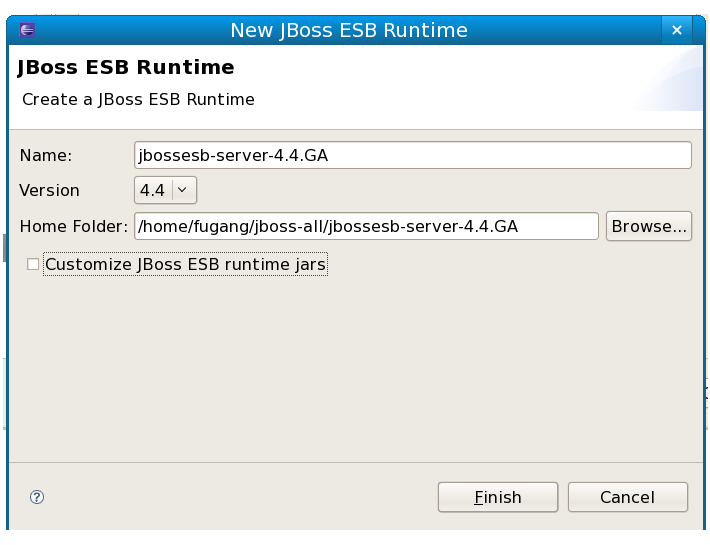 New JBoss ESB Runtime
JBoss ESB Runtime
Create a JBoss ESB Runtime
Name: jbossesb-server-4.4.GA
Version 4.4
Home Folder: /home/fugang/jboss-all/jbossesb-server-4.4.GA Browse...
Customize JBoss ESB runtime jars
? Finish Cancel